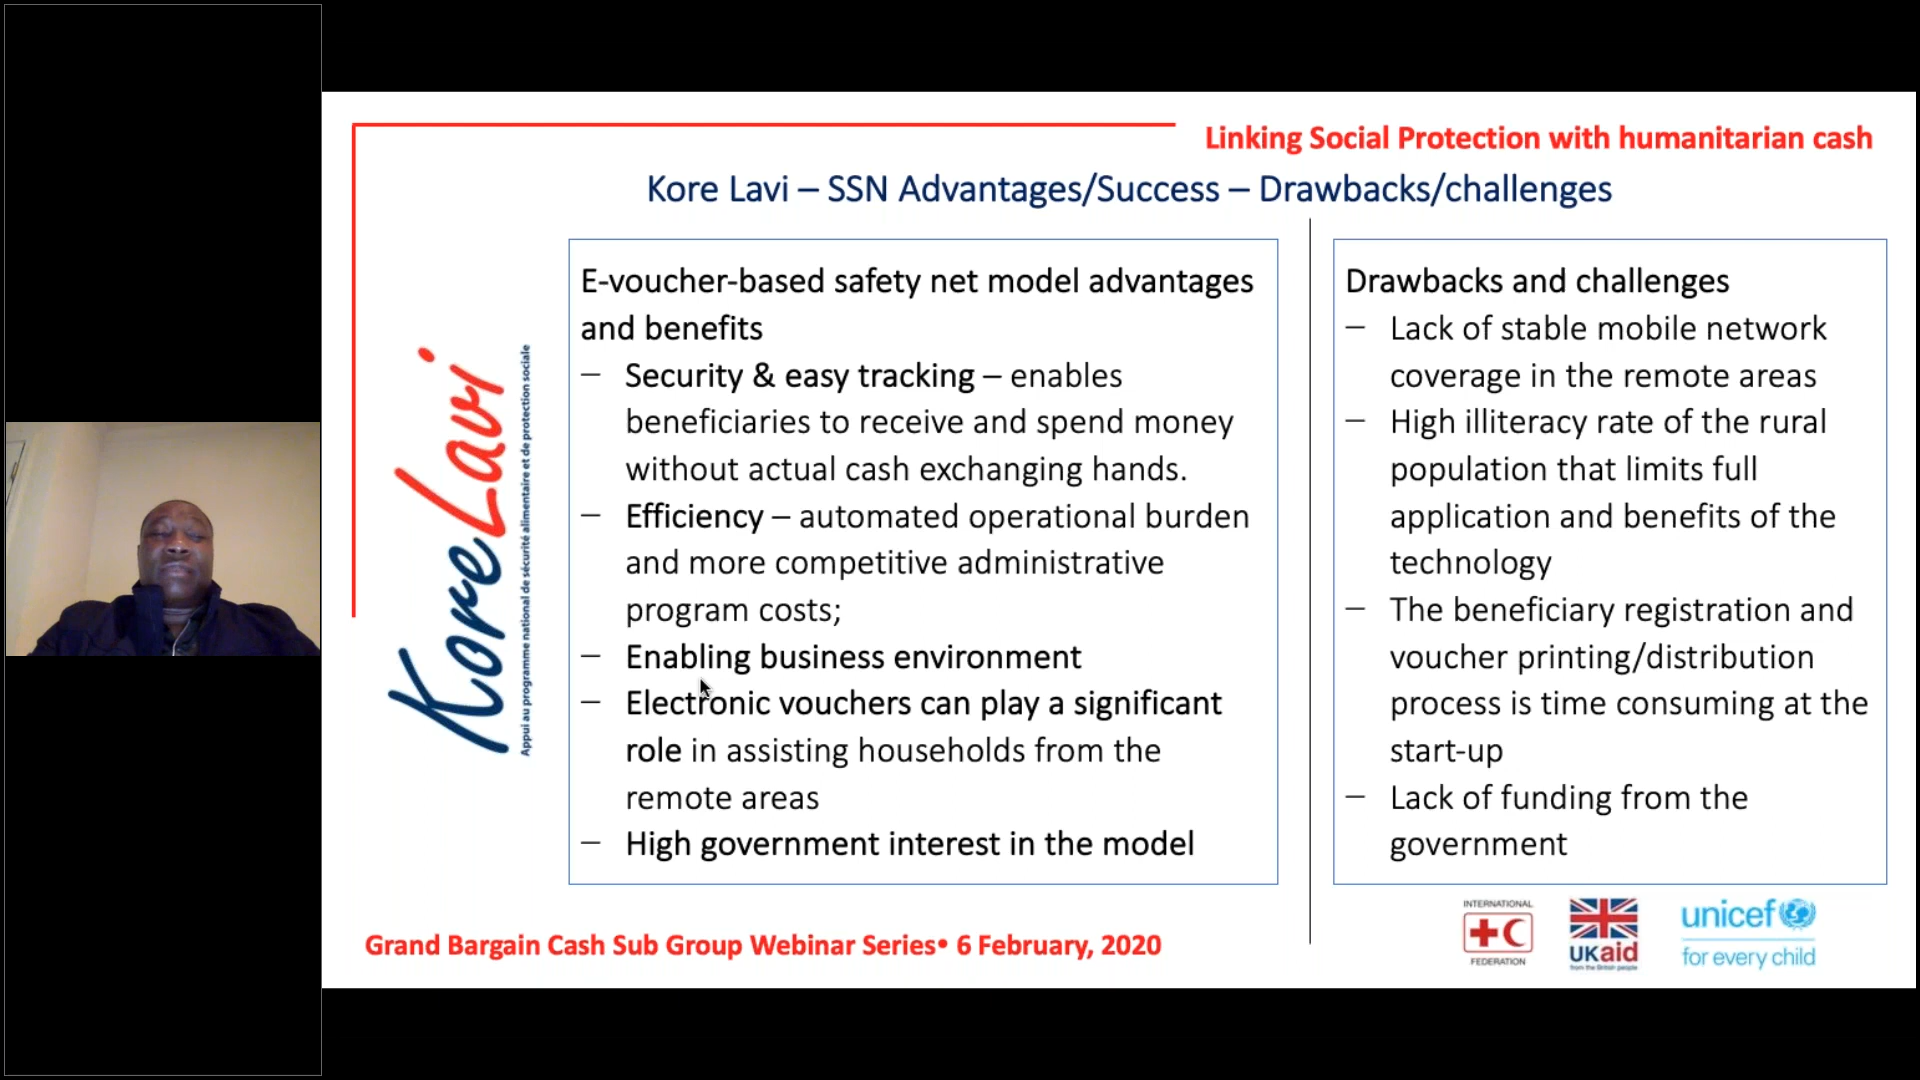 Linking Social Protection with humanitarian cash
Kore Lavi – SSN Advantages/Success – Drawbacks/challenges
Kore Lavi
Appui au programme national de sécurité alimentaire et de protection sociale
E-voucher-based safety net model advantages
and benefits
– Security & easy tracking – enables
beneficiaries to receive and spend money
without actual cash exchanging hands.
– Efficiency – automated operational burden
and more competitive administrative
program costs;
– Enabling business environment
– Electronic vouchers can play a significant
role in assisting households from the
remote areas
– High government interest in the model
Drawbacks and challenges
– Lack of stable mobile network
coverage in the remote areas
– High illiteracy rate of the rural
population that limits full
application and benefits of the
technology
– The beneficiary registration and
voucher printing/distribution
process is time consuming at the
start-up
– Lack of funding from the
government
Grand Bargain Cash Sub Group Webinar Series• 6 February, 2020
INTERNATIONAL
FEDERATION
UKaid
from the British people
unicef
for every child